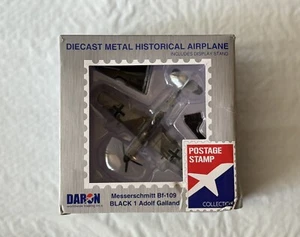 DIECAST METAL HISTORICAL AIRPLANE
INCLUDES DISPLAY STAND
POSTAGE
STAMP
COLLECTION
DARON
Messerschmitt Bf-109
BLACK 1 Adolf Galland